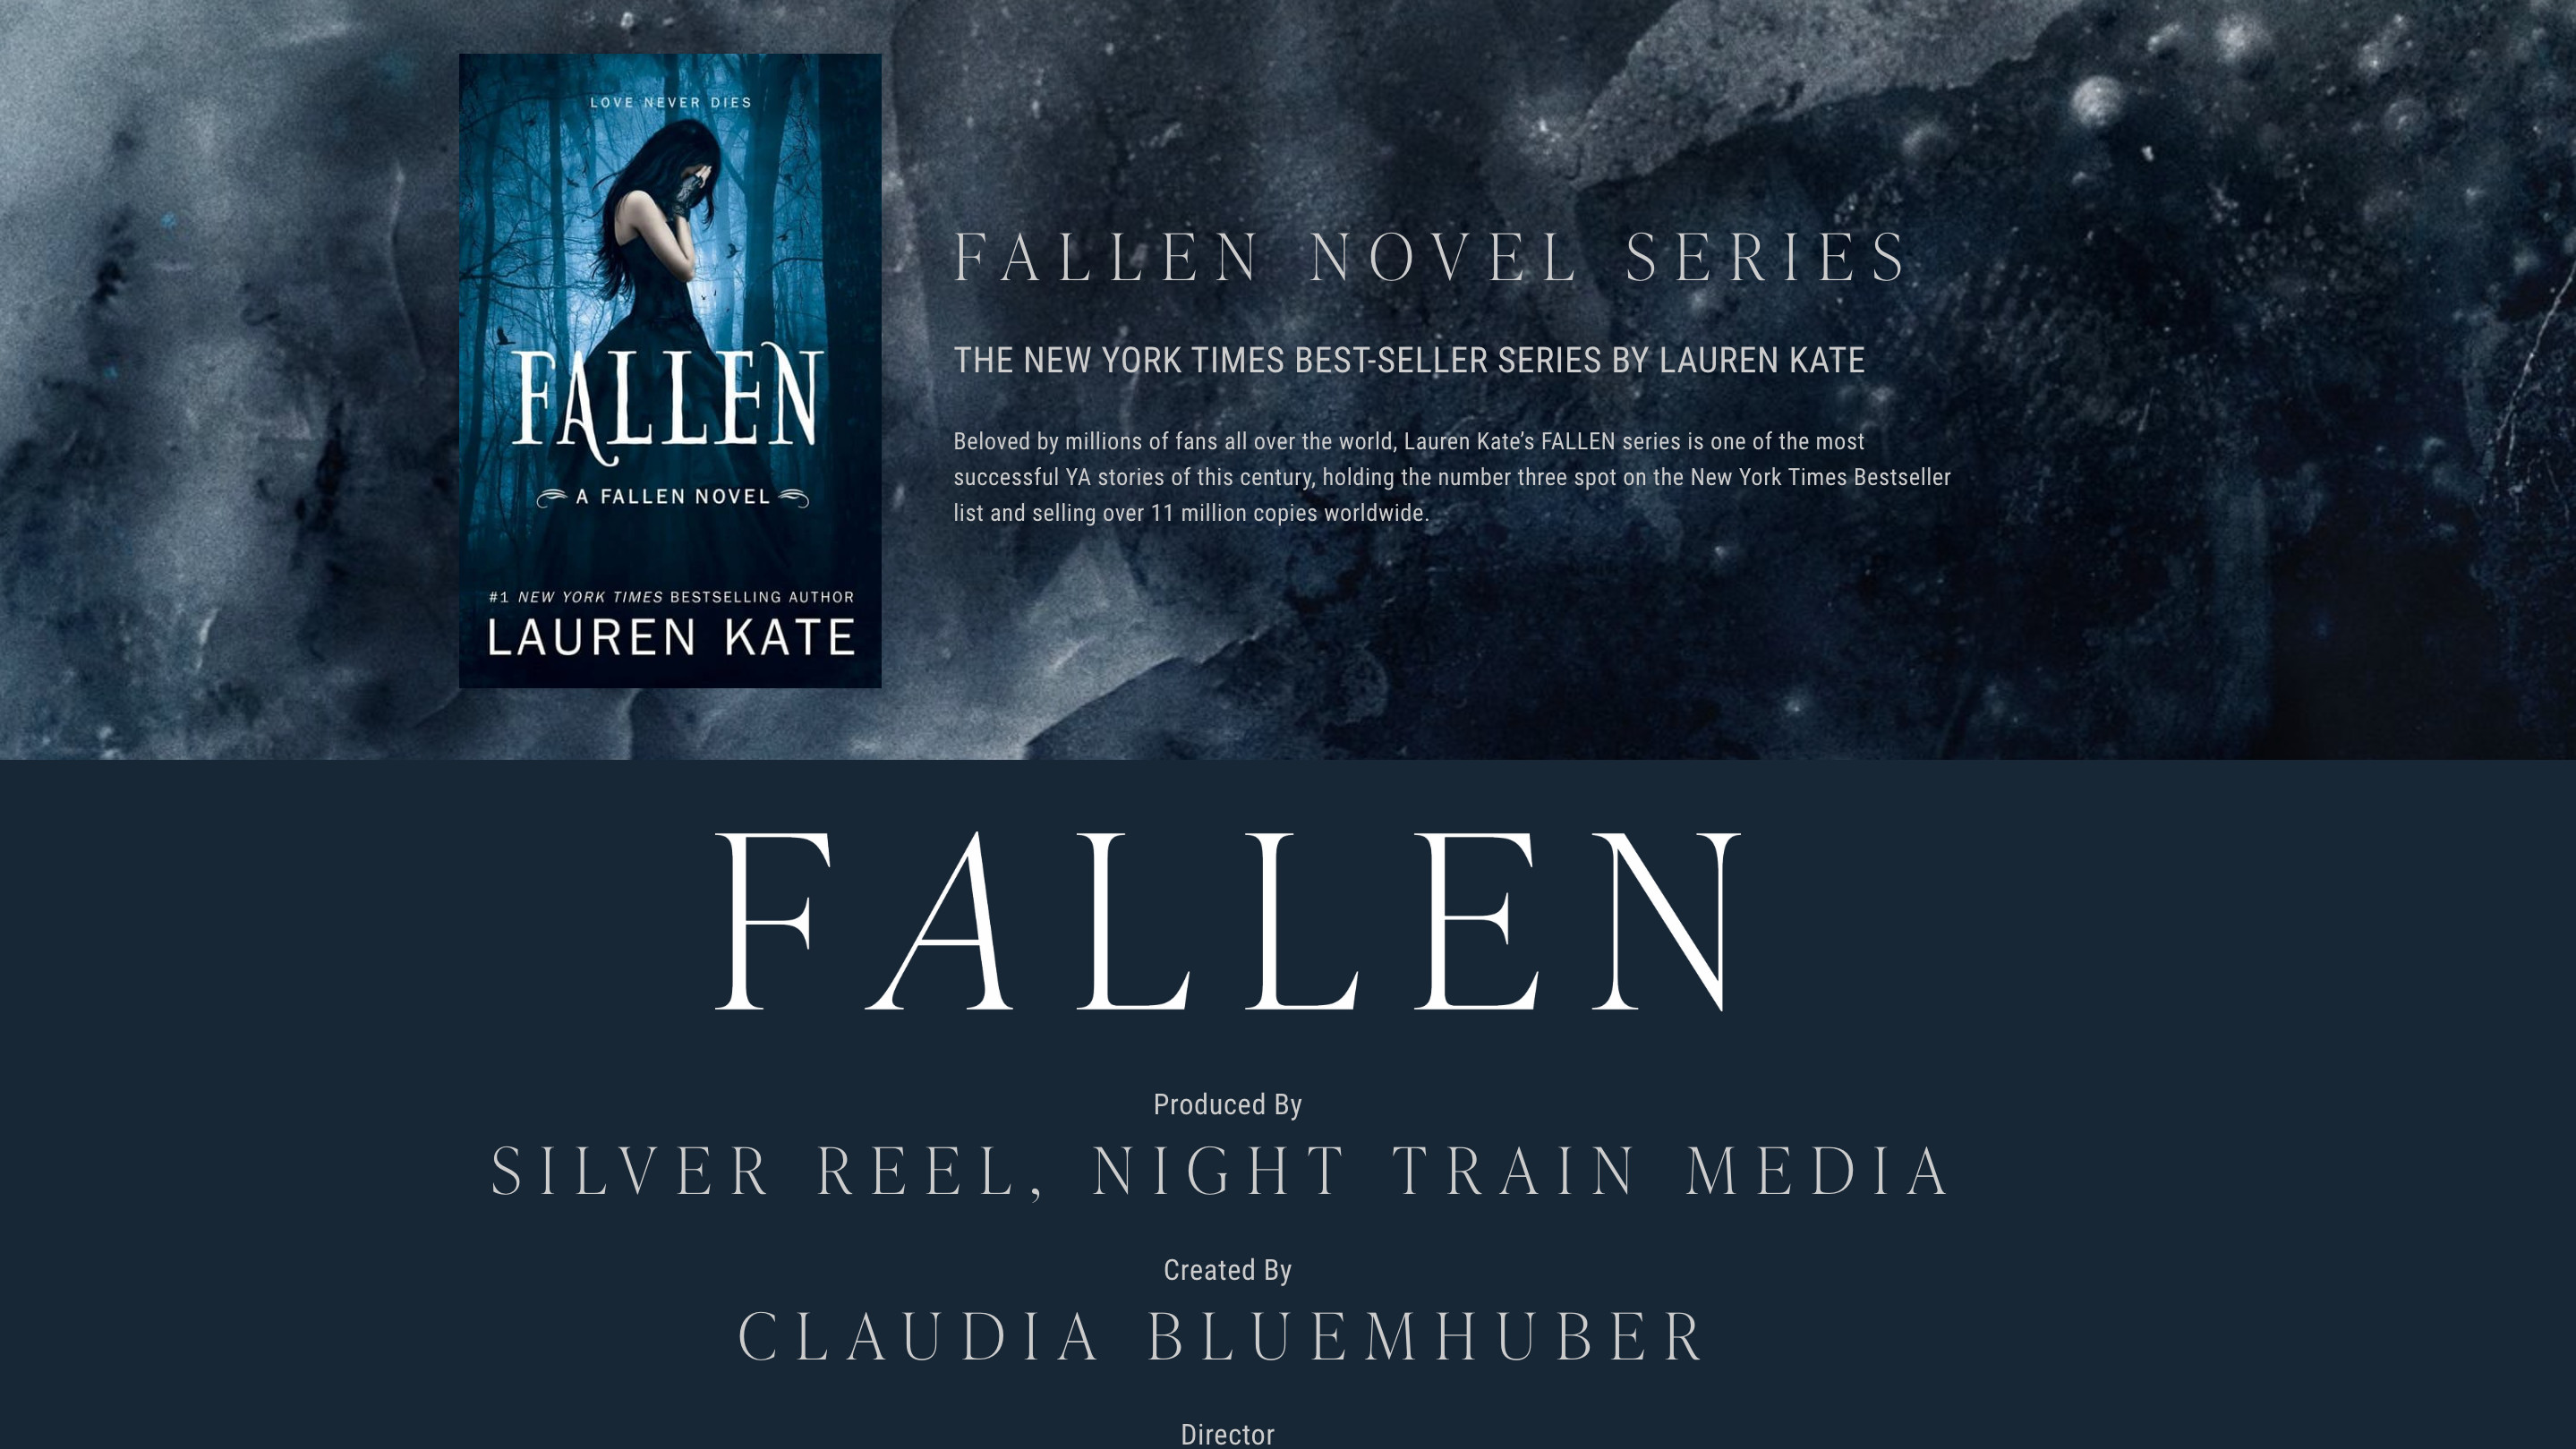 LOVE NEVER DIES
FALLEN
A FALLEN NOVEL
#1 NEW YORK TIMES BESTSELLING AUTHOR
LAUREN KATE
FALLEN NOVEL SERIES
THE NEW YORK TIMES BEST-SELLER SERIES BY LAUREN KATE
Beloved by millions of fans all over the world, Lauren Kate’s FALLEN series is one of the most
successful YA stories of this century, holding the number three spot on the New York Times Bestseller
list and selling over 11 million copies worldwide.
FALLEN
Produced By
SILVER REEL, NIGHT TRAIN MEDIA
Created By
CLAUDIA BLUEMHUBER
Director